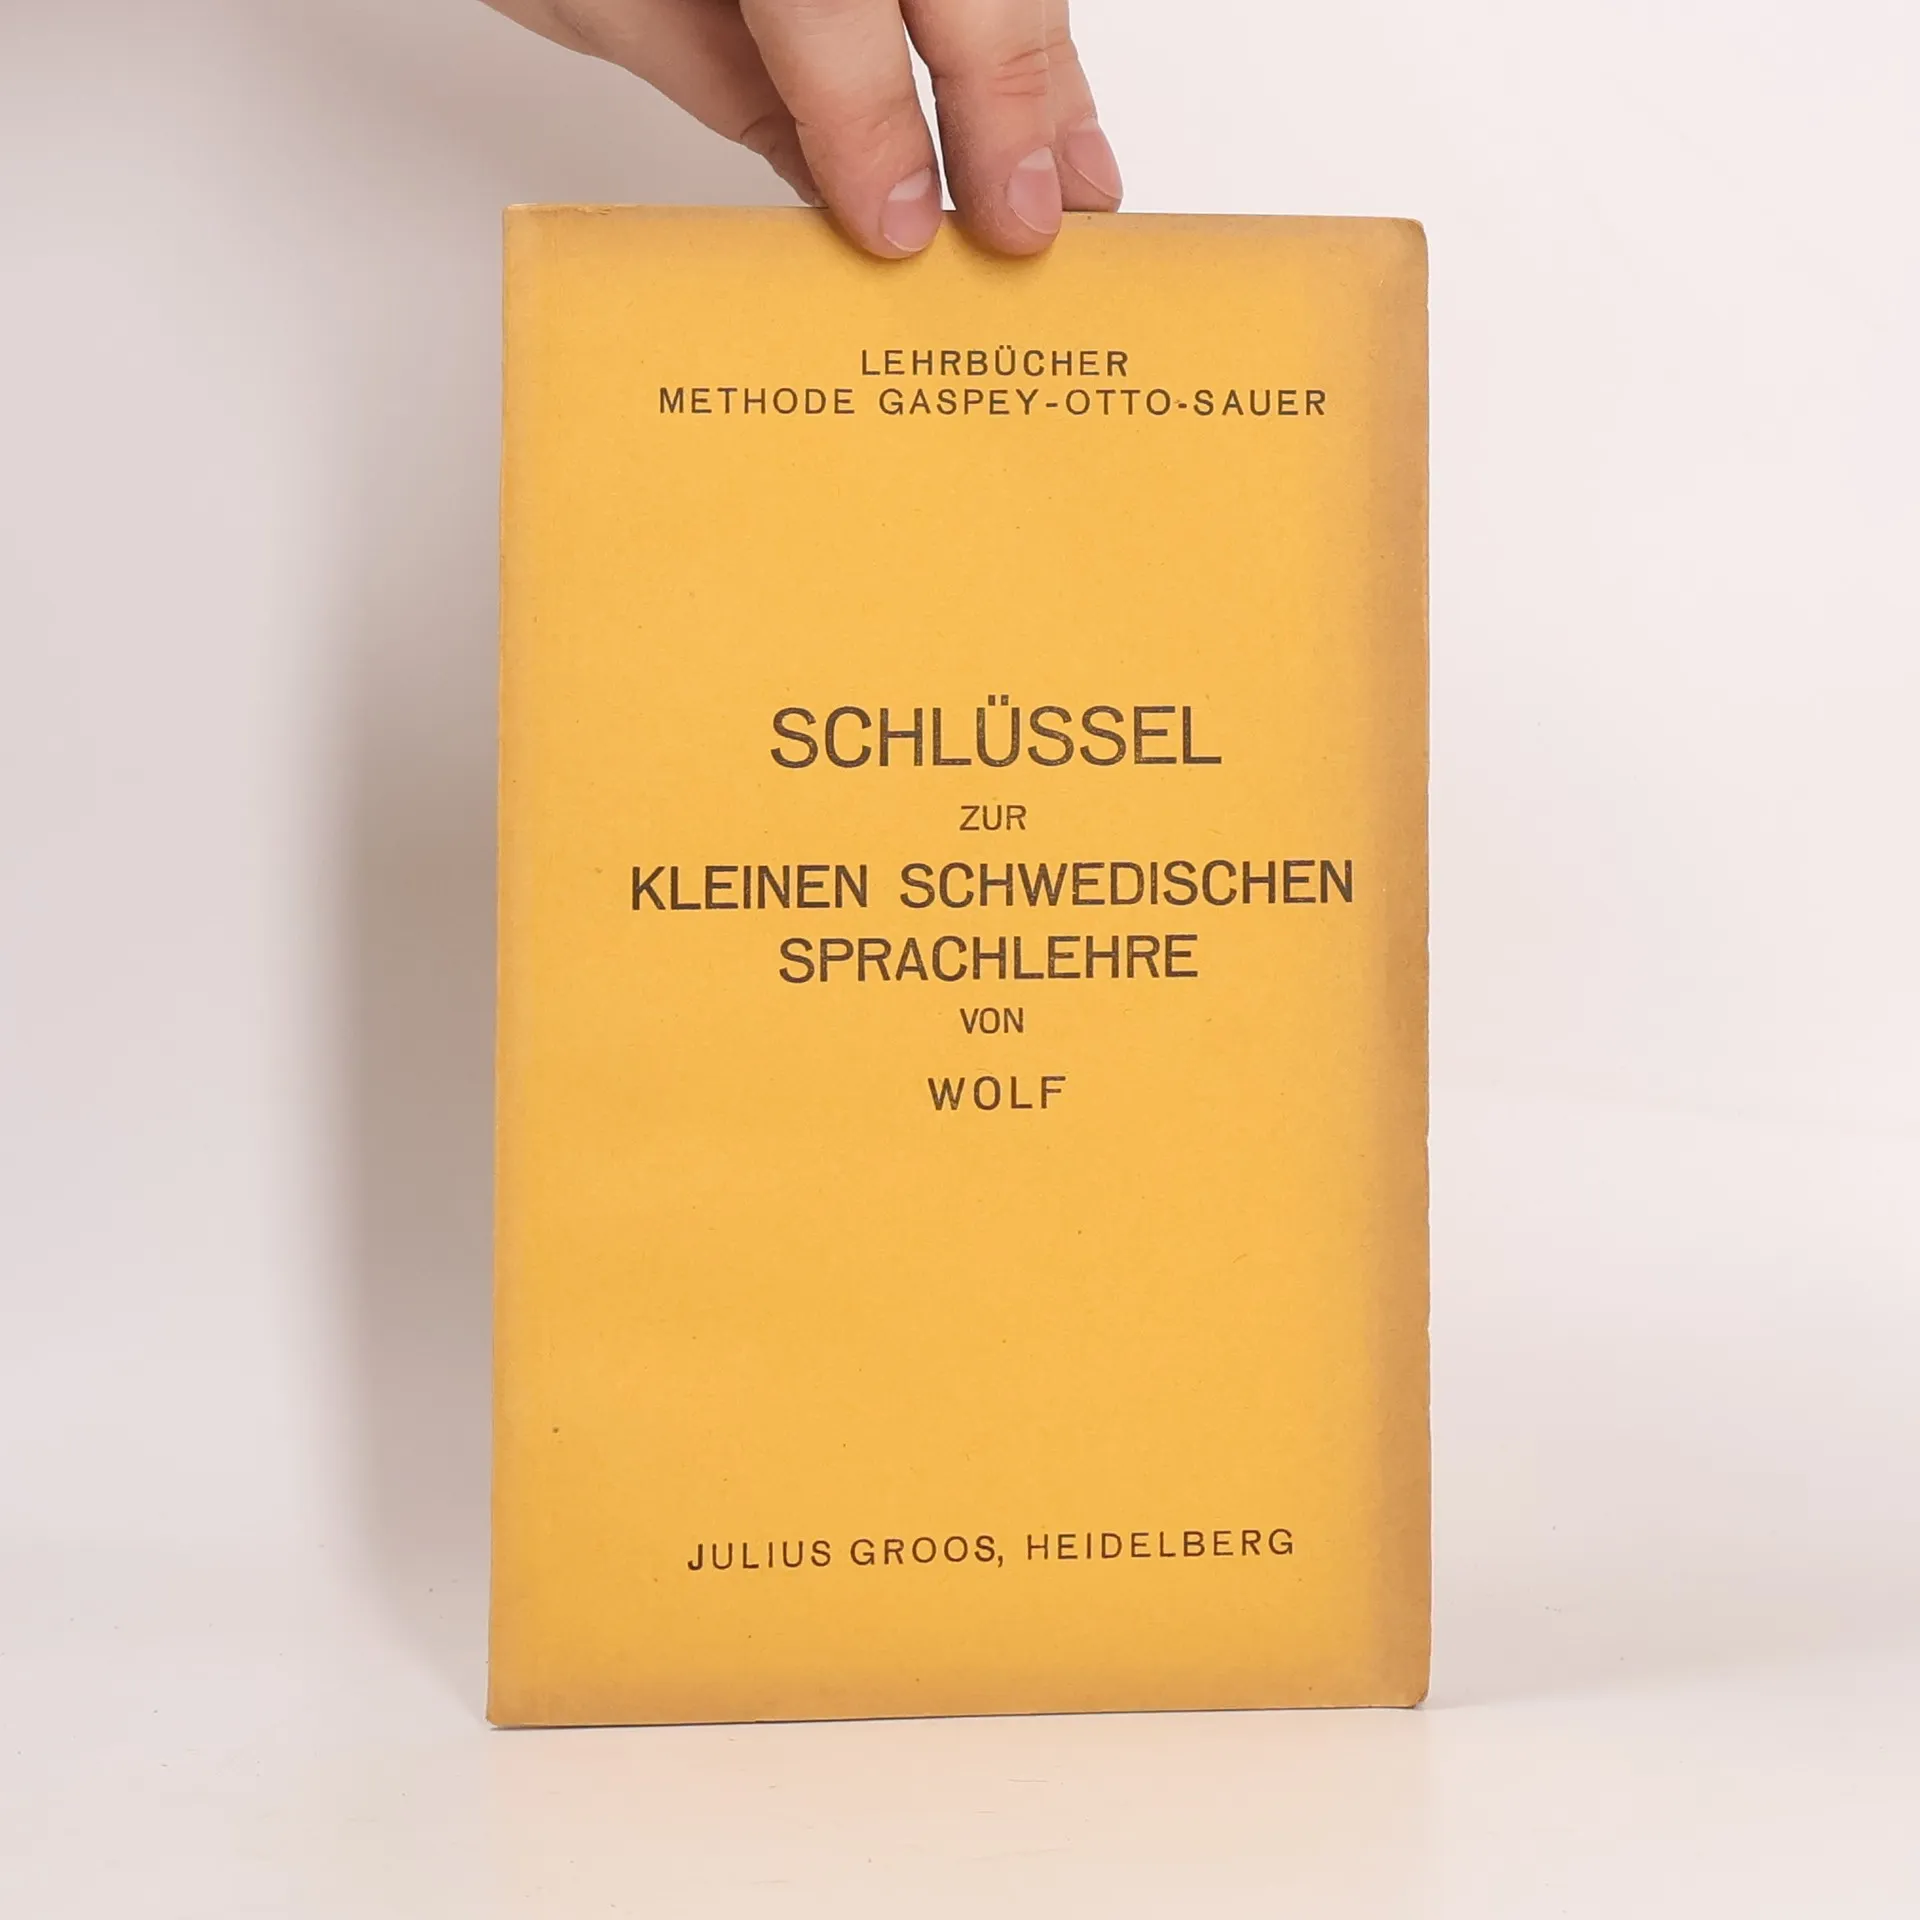 LEHRBÜCHER
METHODE GASPEY-OTTO-SAUER
SCHLÜSSEL
ZUR
KLEINEN SCHWEDISCHEN
SPRACHLEHRE
VON
WOLF
JULIUS GROOS, HEIDELBERG